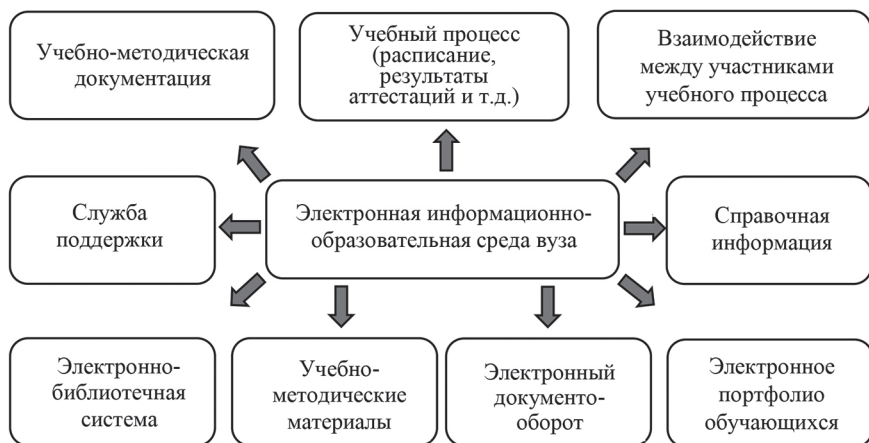 Учебно-методическая
документация
Учебный процесс
(расписание,
результаты
аттестаций и т.д.)
Взаимодействие
между участниками
учебного процесса
Служба
поддержки
Электронная информационно-
образовательная среда вуза
Справочная
информация
Электронно-
библиотечная
система
Учебно-
методические
материалы
Электронный
документо-
оборот
Электронное
портфолио
обучающихся